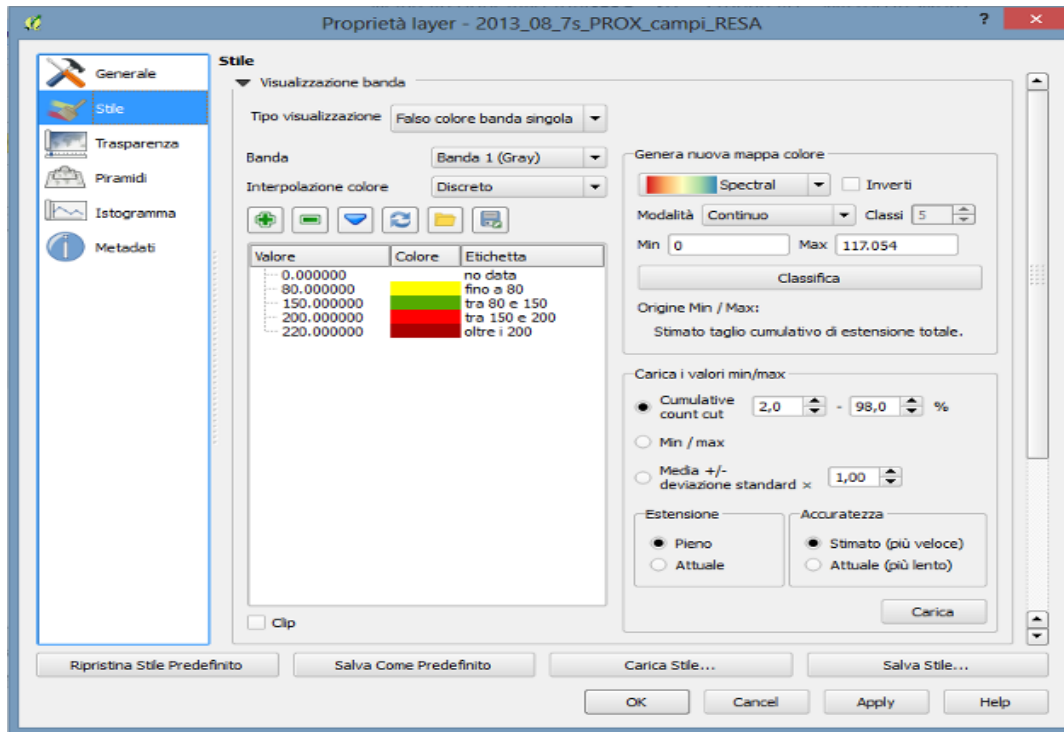 Proprietà layer - 2013_08_7s_PROX_campi_RESA
?
Generale
Stile
Trasparenza
Piramidi
Istogramma
Metadati
Stile
Visualizzazione banda
Tipo visualizzazione Falso colore banda singola
Banda Banda 1 (Gray)
Interpolazione colore Discreto
Valore Colore Etichetta
0.000000 no data
80.000000 fino a 80
150.000000 tra 80 e 150
200.000000 tra 150 e 200
220.000000 oltre i 200
Clip
Genera nuova mappa colore
Spectral Inverti
Modalità Continuo Classi 5
Min 0 Max 117.054
Classifica
Origine Min / Max:
Stimato taglio cumulativo di estensione totale.
Carica i valori min/max
Cumulative
count cut 2,0 - 98,0 %
Min / max
Media +/-
deviazione standard × 1,00
Estensione
Pieno
Attuale
Accuratezza
Stimato (più veloce)
Attuale (più lento)
Carica
Ripristina Stile Predefinito Salva Come Predefinito Carica Stile... Salva Stile...
OK Cancel Apply Help